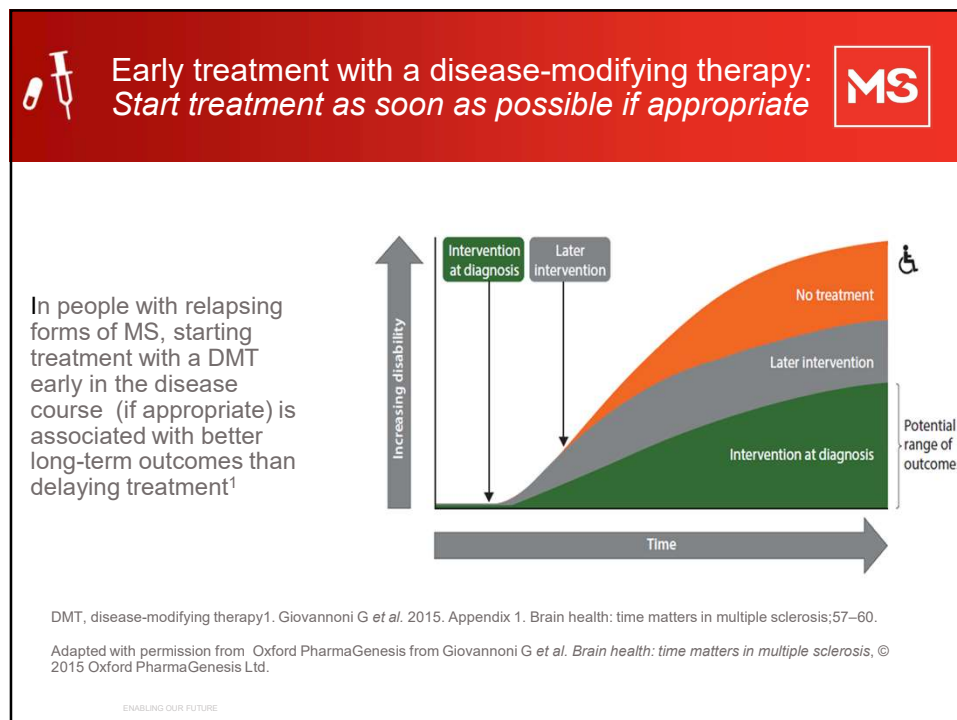 Early treatment with a disease-modifying therapy:
Start treatment as soon as possible if appropriate
MS
In people with relapsing
forms of MS, starting
treatment with a DMT
early in the disease
course (if appropriate) is
associated with better
long-term outcomes than
delaying treatment1
Increasing disability
Intervention
at diagnosis
Later
intervention
No treatment
Later intervention
Intervention at diagnosis
Potential
range of
outcome
Time
DMT, disease-modifying therapy1. Giovannoni G et al. 2015. Appendix 1. Brain health: time matters in multiple sclerosis;57–60.
Adapted with permission from Oxford PharmaGenesis from Giovannoni G et al. Brain health: time matters in multiple sclerosis, ©
2015 Oxford PharmaGenesis Ltd.
ENABLING OUR FUTURE